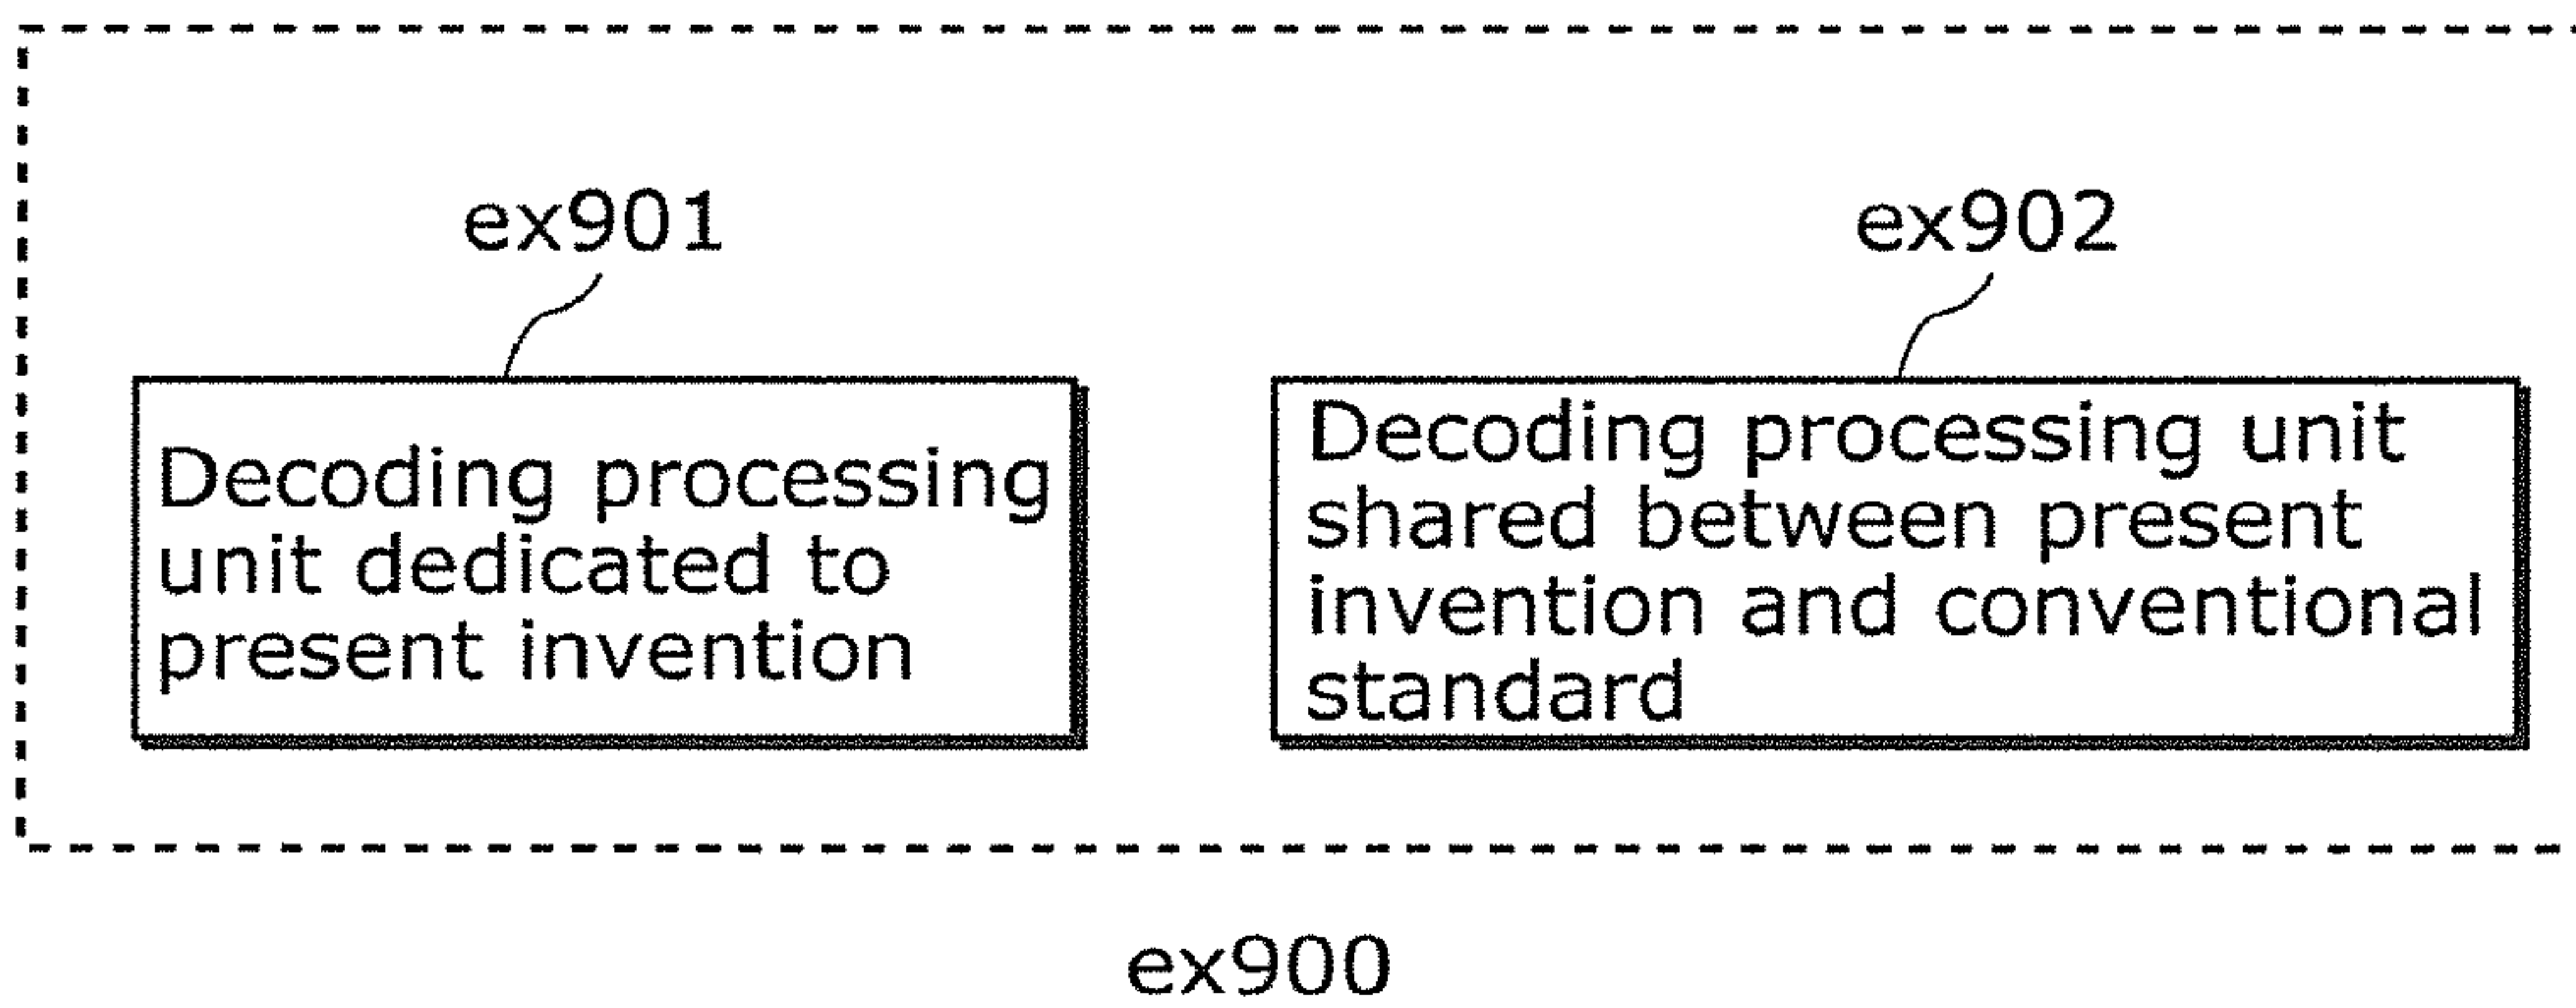 ex901
ex902
Decoding processing
unit dedicated to
present invention
Decoding processing unit
shared between present
invention and conventional
standard
ex900